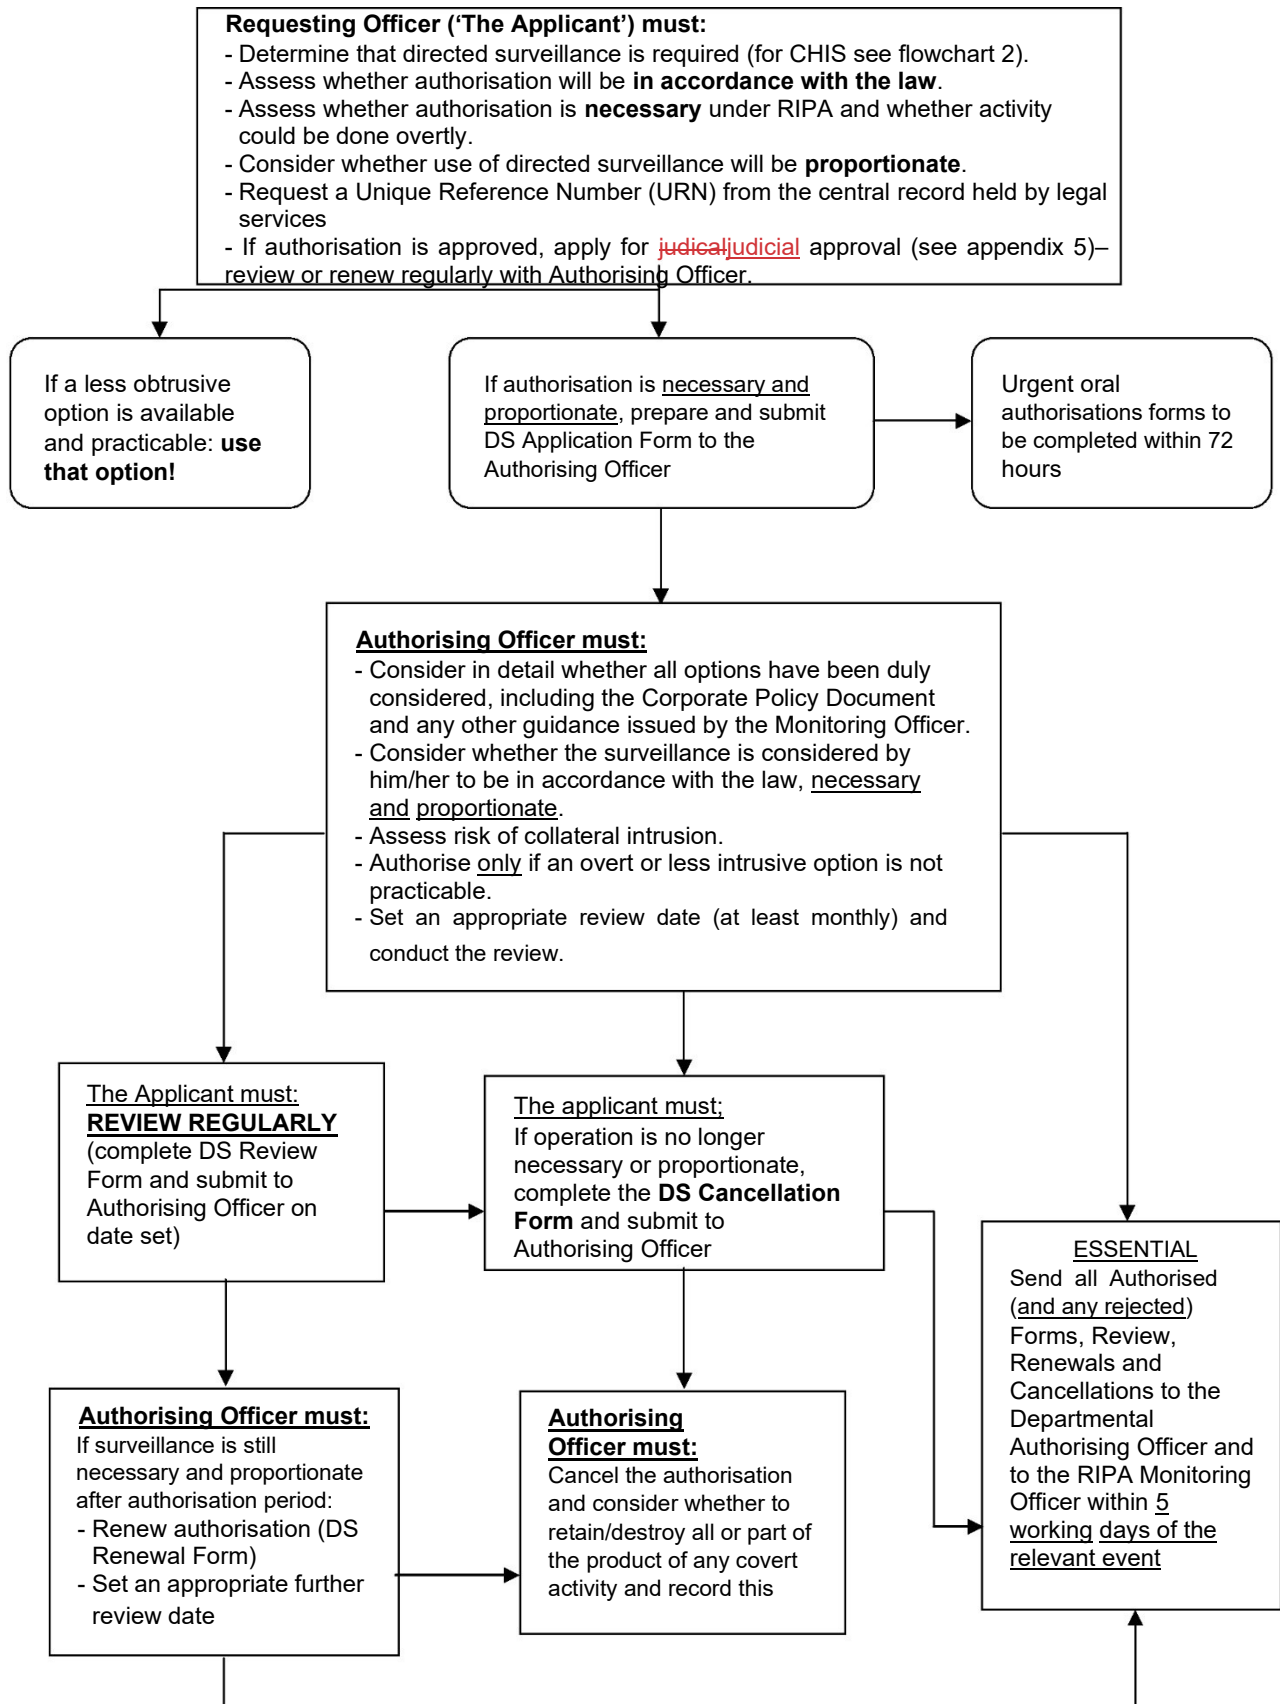 Requesting Officer (‘The Applicant’) must:
- Determine that directed surveillance is required (for CHIS see flowchart 2).
- Assess whether authorisation will be in accordance with the law.
- Assess whether authorisation is necessary under RIPA and whether activity
could be done overtly.
- Consider whether use of directed surveillance will be proportionate.
- Request a Unique Reference Number (URN) from the central record held by legal
services
- If authorisation is approved, apply for judicaljudicial approval (see appendix 5)–
review or renew regularly with Authorising Officer.
If a less obtrusive
option is available
and practicable: use
that option!
If authorisation is necessary and
proportionate, prepare and submit
DS Application Form to the
Authorising Officer
Urgent oral
authorisations forms to
be completed within 72
hours
Authorising Officer must:
- Consider in detail whether all options have been duly
considered, including the Corporate Policy Document
and any other guidance issued by the Monitoring Officer.
- Consider whether the surveillance is considered by
him/her to be in accordance with the law, necessary
and proportionate.
- Assess risk of collateral intrusion.
- Authorise only if an overt or less intrusive option is not
practicable.
- Set an appropriate review date (at least monthly) and
conduct the review.
The Applicant must:
REVIEW REGULARLY
(complete DS Review
Form and submit to
Authorising Officer on
date set)
The applicant must;
If operation is no longer
necessary or proportionate,
complete the DS Cancellation
Form and submit to
Authorising Officer
ESSENTIAL
Send all Authorised
(and any rejected)
Forms, Review,
Renewals and
Cancellations to the
Departmental
Authorising Officer and
to the RIPA Monitoring
Officer within 5
working days of the
relevant event
Authorising Officer must:
If surveillance is still
necessary and proportionate
after authorisation period:
- Renew authorisation (DS
Renewal Form)
- Set an appropriate further
review date
Authorising
Officer must:
Cancel the authorisation
and consider whether to
retain/destroy all or part of
the product of any covert
activity and record this